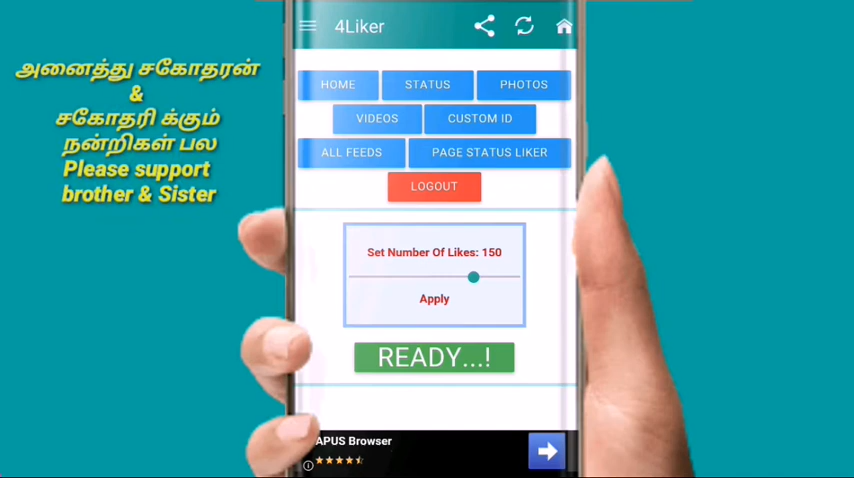 அனைத்து சகோதரன்
&
சகோதரி க்கும்
நன்றிகள் பல
Please support
brother & Sister
4Liker
HOME
STATUS
PHOTOS
VIDEOS
CUSTOM ID
ALL FEEDS
PAGE STATUS LIKER
LOGOUT
Set Number Of Likes: 150
Apply
READY...!
APUS Browser